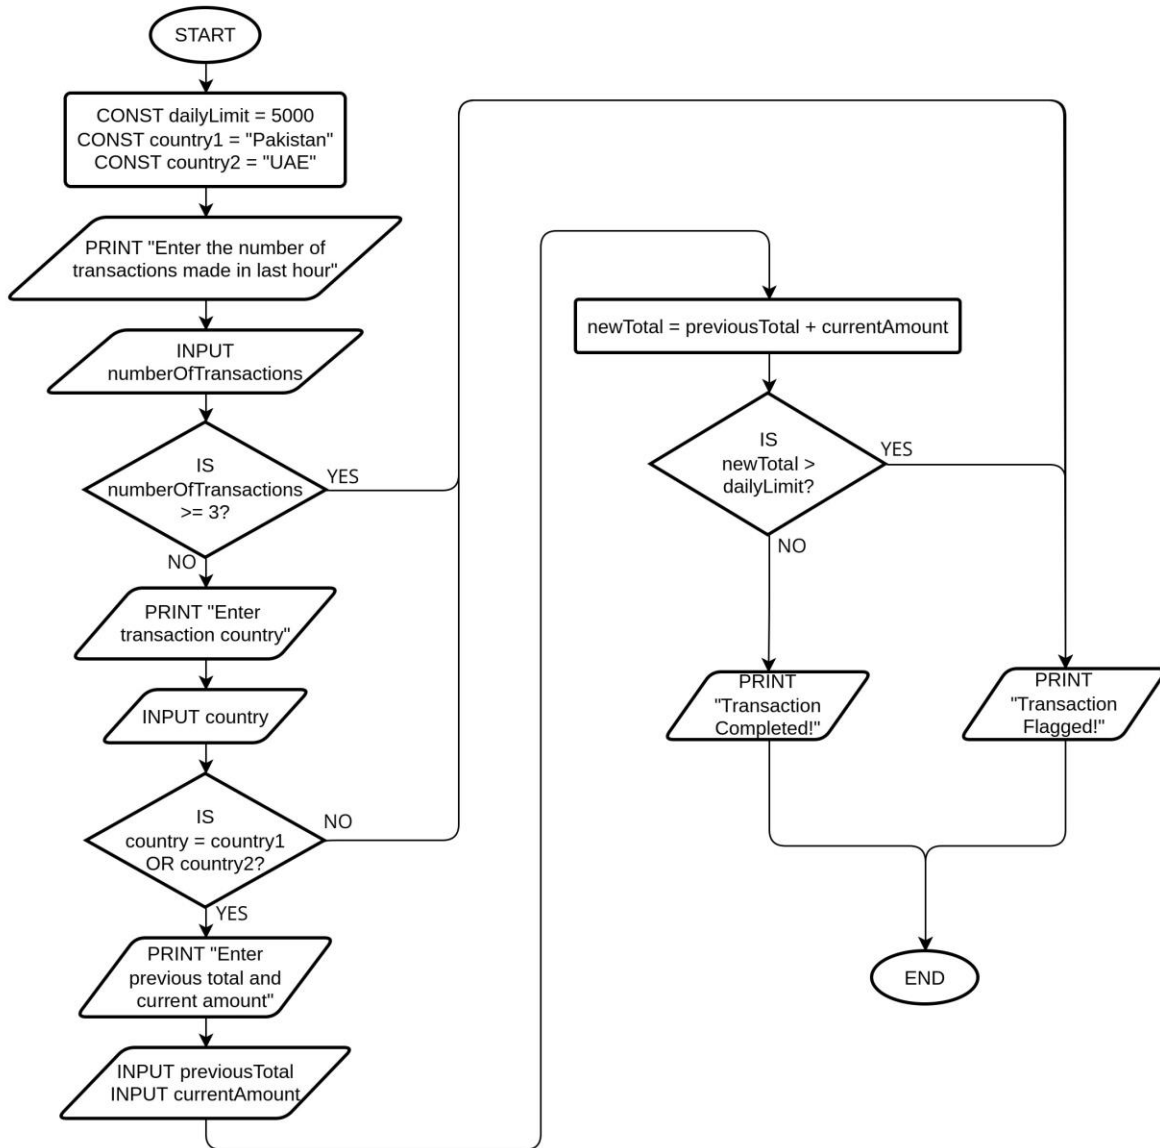 START
CONST dailyLimit = 5000
CONST country1 = "Pakistan"
CONST country2 = "UAE"
PRINT "Enter the number of
transactions made in last hour"
INPUT
numberOfTransactions
IS
numberOfTransactions
>= 3?
YES
NO
PRINT "Enter
transaction country"
INPUT country
IS
country = country1
OR country2?
NO
YES
PRINT "Enter
previous total and
current amount"
INPUT previousTotal
INPUT currentAmount
newTotal = previousTotal + currentAmount
IS
newTotal >
dailyLimit?
YES
NO
PRINT
"Transaction
Completed!"
PRINT
"Transaction
Flagged!"
END